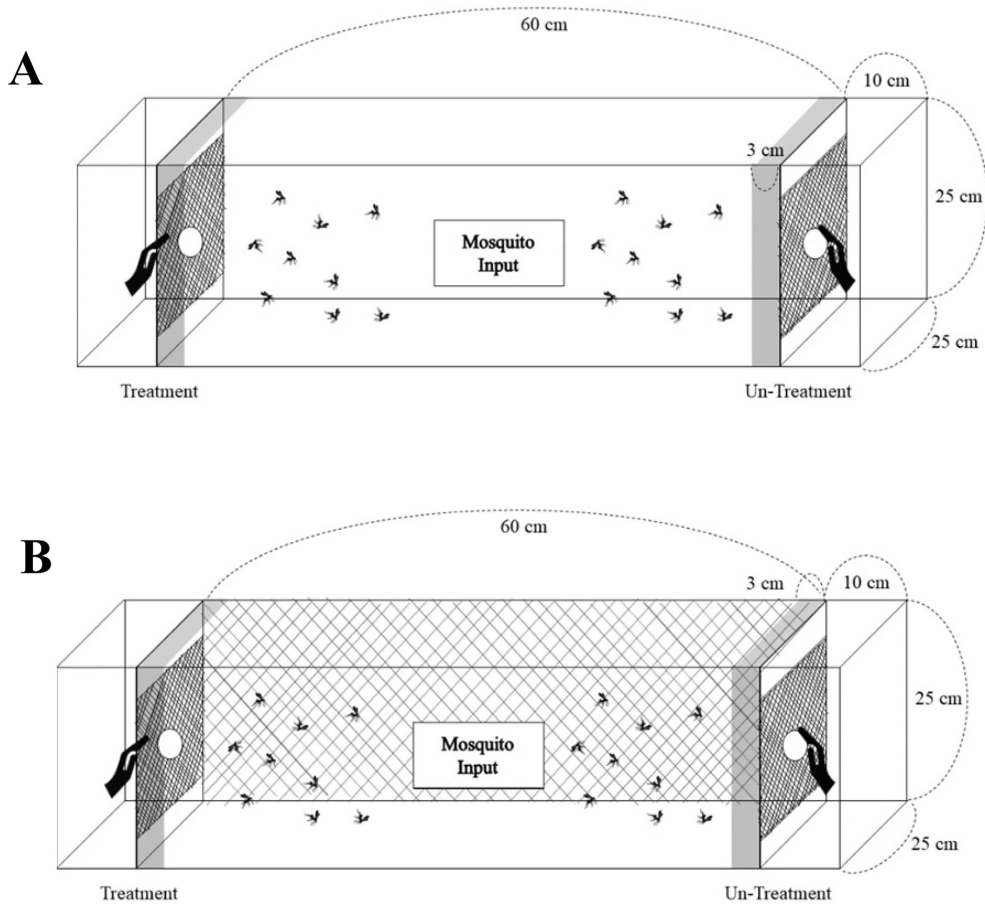 A
60 cm
10 cm
3 cm
25 cm
Mosquito
Input
25 cm
Treatment
Un-Treatment
B
60 cm
3 cm
10 cm
25 cm
Mosquito
Input
25 cm
Treatment
Un-Treatment